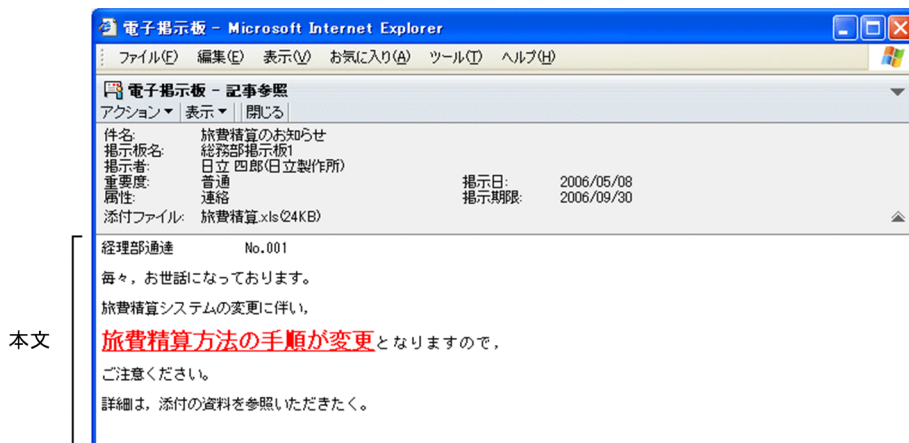 電子掲示板 - Microsoft Internet Explorer
ファイル(F) 編集(E) 表示(V) お気に入り(A) ツール(T) ヘルプ(H)
電子掲示板 - 記事参照
アクション▼ 表示▼ 閉じる
件名: 旅費精算のお知らせ
掲示板名: 総務部掲示板1
掲示者: 日立 四郎(日立製作所)
重要度: 普通 掲示日: 2006/05/08
属性: 連絡 掲示期限: 2006/09/30
添付ファイル: 旅費精算.xls(24KB)
経理部通達 No.001
毎々,お世話になっております。
旅費精算システムの変更に伴い,
本文
旅費精算方法の手順が変更となりますので,
ご注意ください。
詳細は,添付の資料を参照いただきたく。